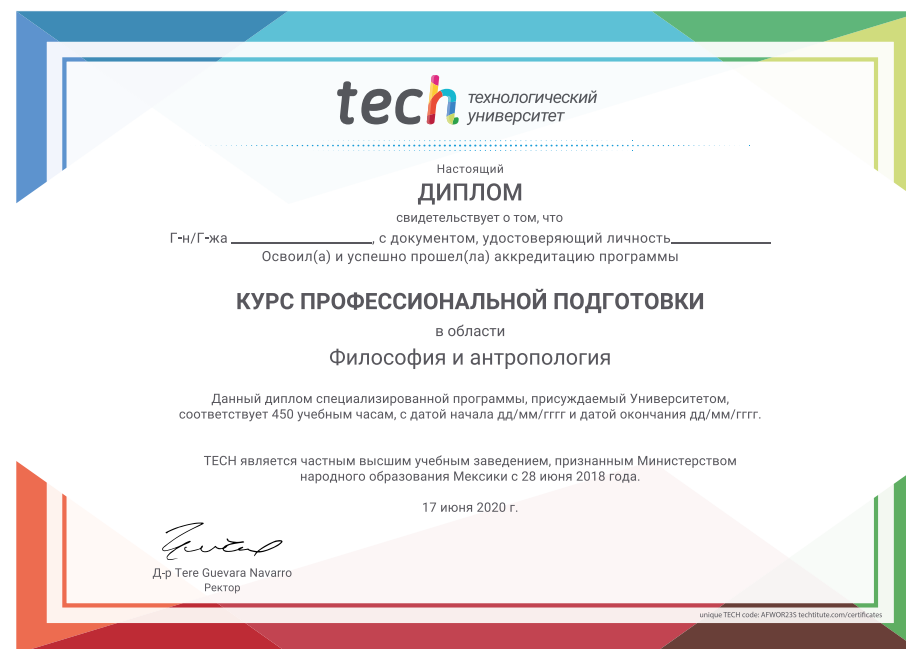 tech технологический
университет
Настоящий
ДИПЛОМ
свидетельствует о том, что
Г-н/Г-жа ____________________, с документом, удостоверяющий личность______________
Освоил(а) и успешно прошел(ла) аккредитацию программы
КУРС ПРОФЕССИОНАЛЬНОЙ ПОДГОТОВКИ
в области
Философия и антропология
Данный диплом специализированной программы, присуждаемый Университетом,
соответствует 450 учебным часам, с датой начала дд/мм/гггг и датой окончания дд/мм/гггг.
TECH является частным высшим учебным заведением, признанным Министерством
народного образования Мексики с 28 июня 2018 года.
17 июня 2020 г.
Д-р Tere Guevara Navarro
Ректор
unique TECH code: AFWOR235 techtitute.com/certificates